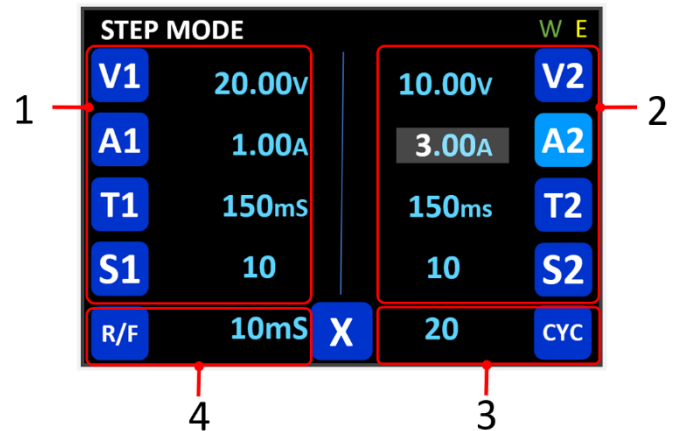 STEP MODE W E
V1 20.00V 10.00V V2
1 2
A1 1.00A 3.00A A2
T1 150mS 150ms T2
S1 10 10 S2
R/F 10mS X 20 CYC
4 3